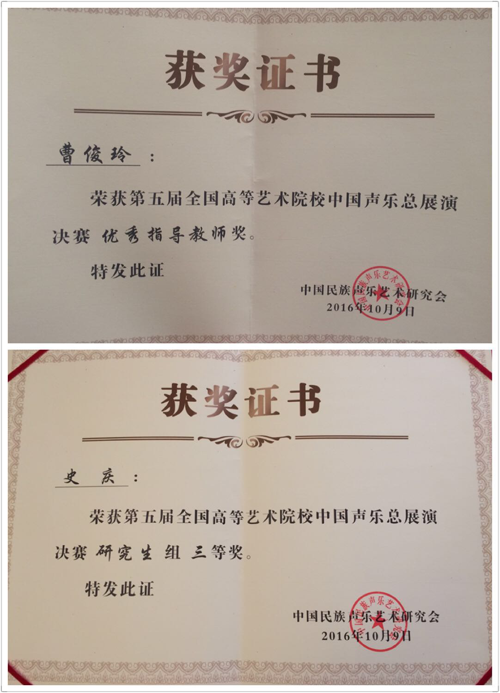 获奖证书
曹俊玲：
荣获第五届全国高等艺术院校中国声乐总展演
决赛 优秀指导教师奖。
特发此证
中国民族声乐艺术研究会
2016年10月9日
获奖证书
史庆：
荣获第五届全国高等艺术院校中国声乐总展演
决赛 研究生组 三等奖。
特发此证
中国民族声乐艺术研究会
2016年10月9日